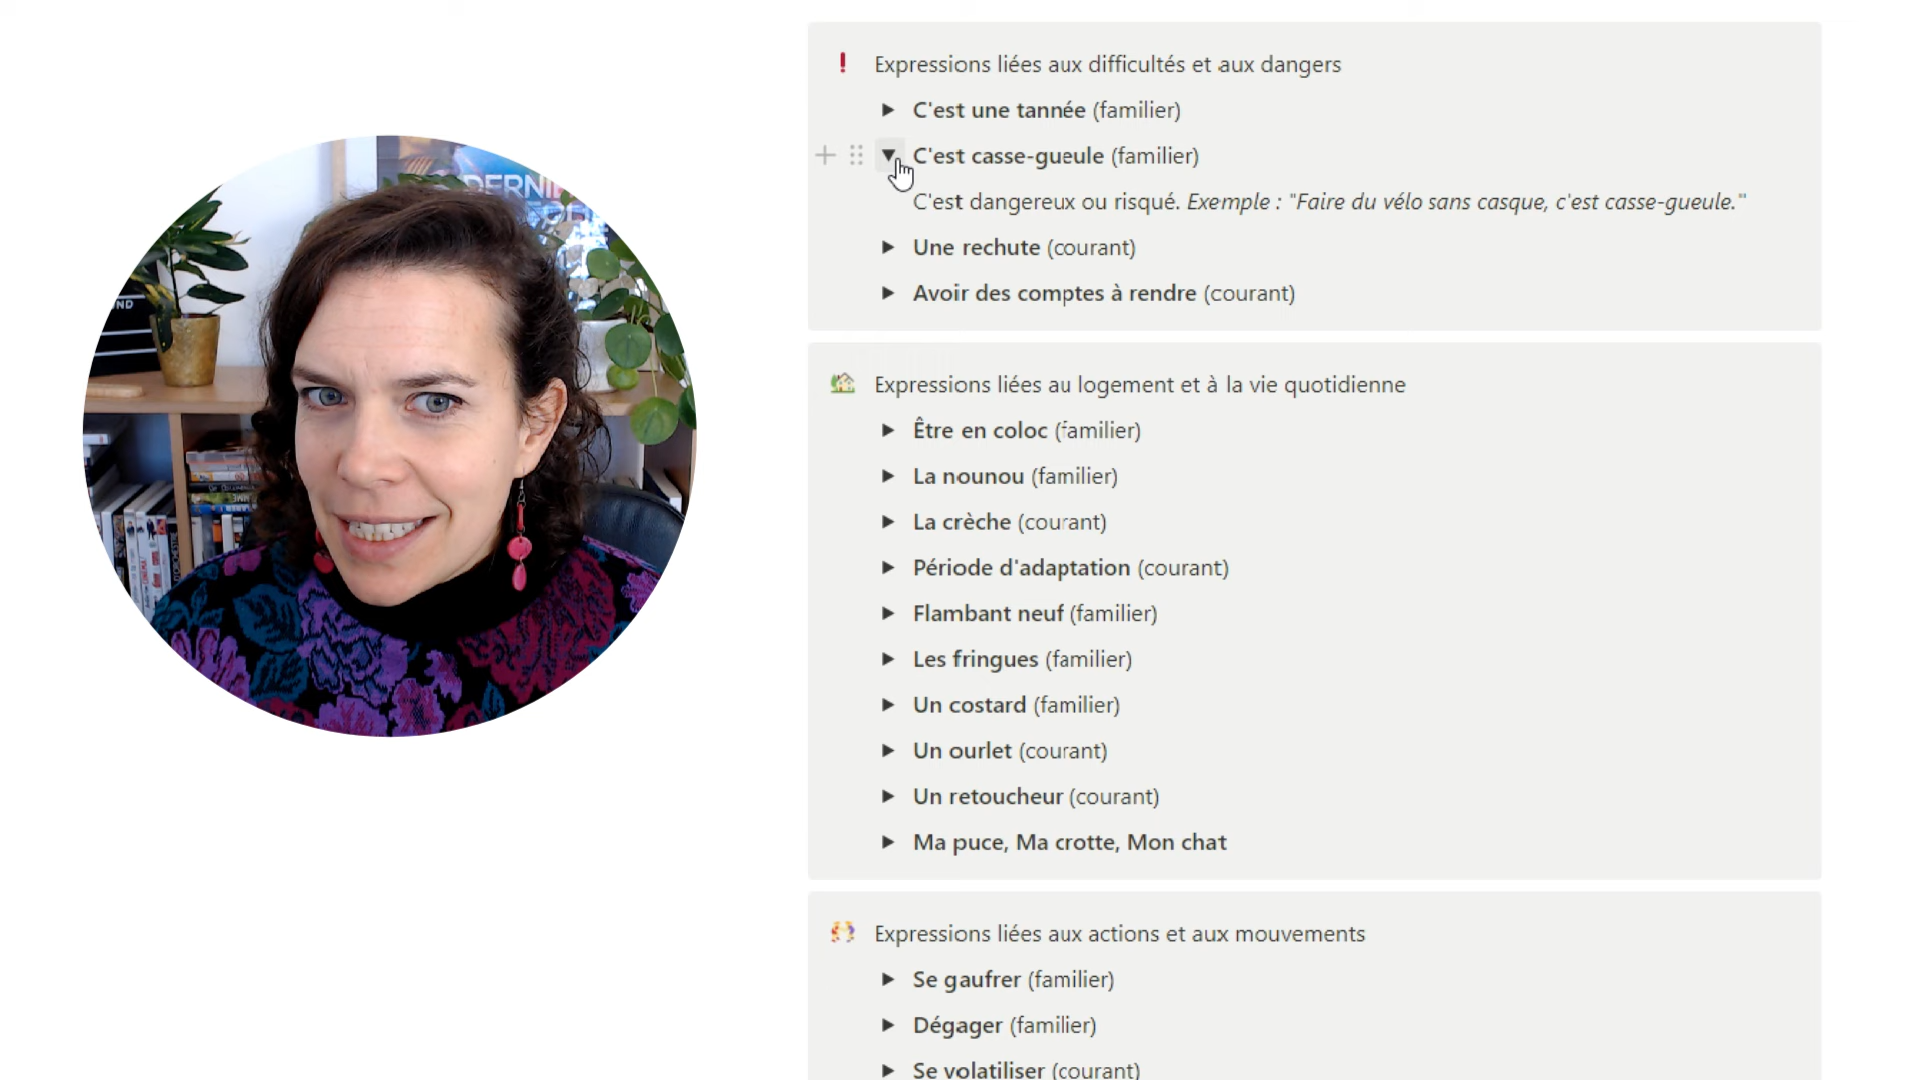 Expressions liées aux difficultés et aux dangers
C'est une tannée (familier)
C'est casse-gueule (familier)
C'est dangereux ou risqué. Exemple : "Faire du vélo sans casque, c'est casse-gueule."
Une rechute (courant)
Avoir des comptes à rendre (courant)
Expressions liées au logement et à la vie quotidienne
Être en coloc (familier)
La nounou (familier)
La crèche (courant)
Période d'adaptation (courant)
Flambant neuf (familier)
Les fringues (familier)
Un costard (familier)
Un ourlet (courant)
Un retoucheur (courant)
Ma puce, Ma crotte, Mon chat
Expressions liées aux actions et aux mouvements
Se gaufrer (familier)
Dégager (familier)
Se volatiliser (courant)